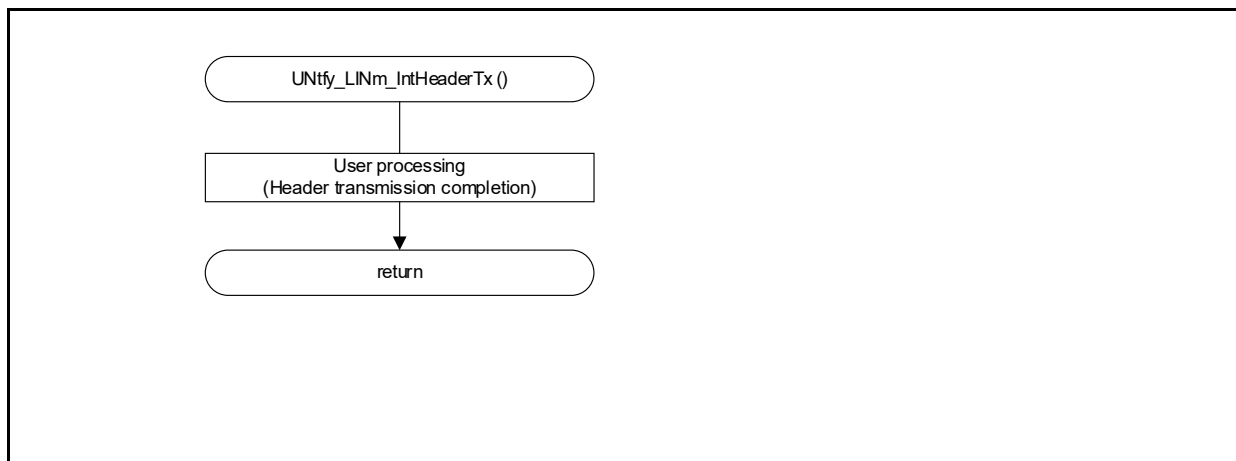 UNtfy_LINm_IntHeaderTx ()
User processing
(Header transmission completion)
return